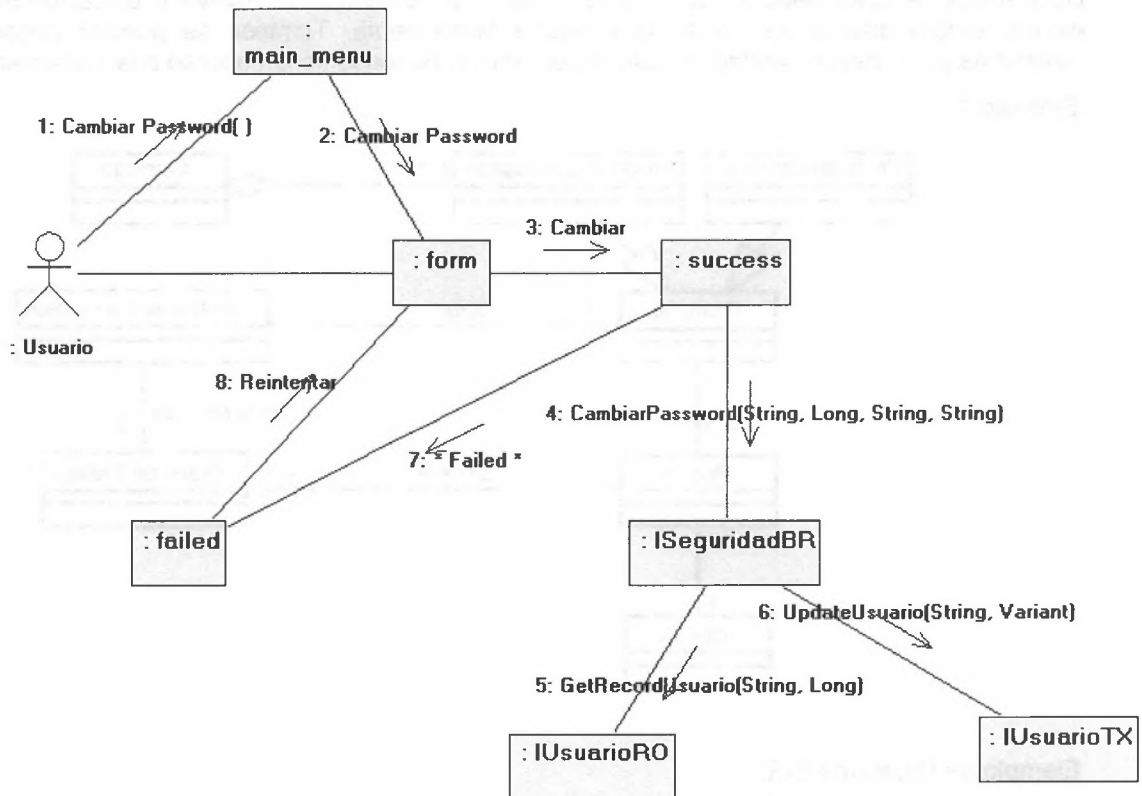 :
main_menu
1: Cambiar Password( )
2: Cambiar Password
3: Cambiar
: form
: success
: Usuario
8: Reintentar
4: CambiarPassword(String, Long, String, String)
7: * Failed *
: failed
: ISeguridadBR
6: UpdateUsuario(String, Variant)
5: GetRecordUsuario(String, Long)
: IUsuarioRO
: IUsuarioTX